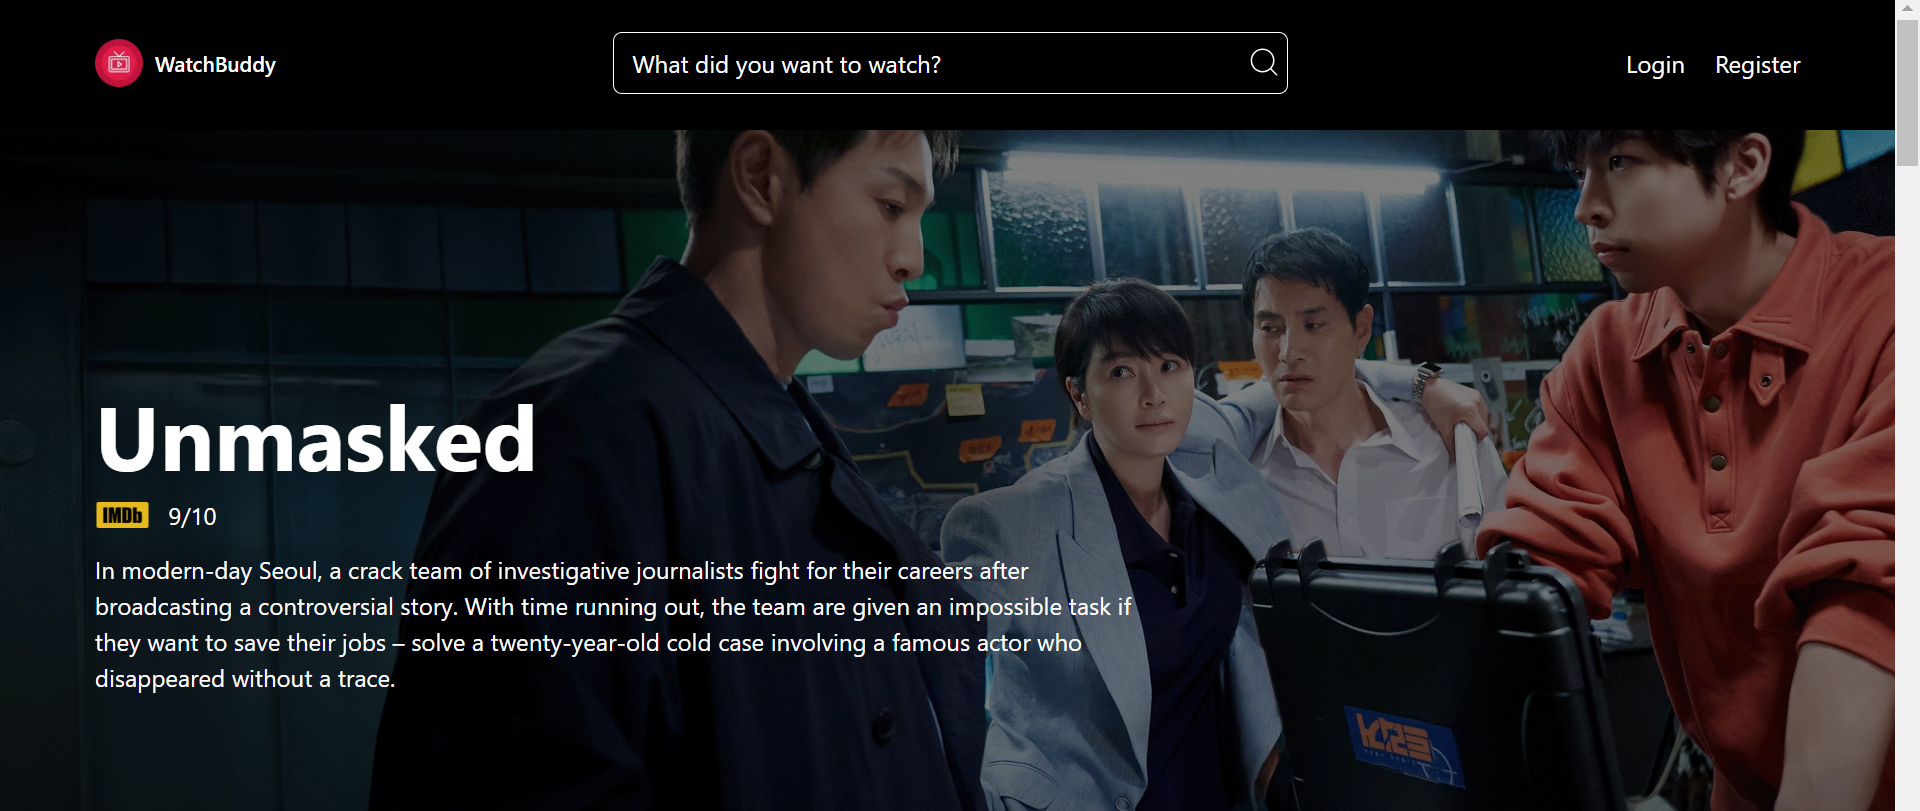 WatchBuddy
What did you want to watch?
Login
Register
Unmasked
IMDb 9/10
In modern-day Seoul, a crack team of investigative journalists fight for their careers after
broadcasting a controversial story. With time running out, the team are given an impossible task if
they want to save their jobs – solve a twenty-year-old cold case involving a famous actor who
disappeared without a trace.